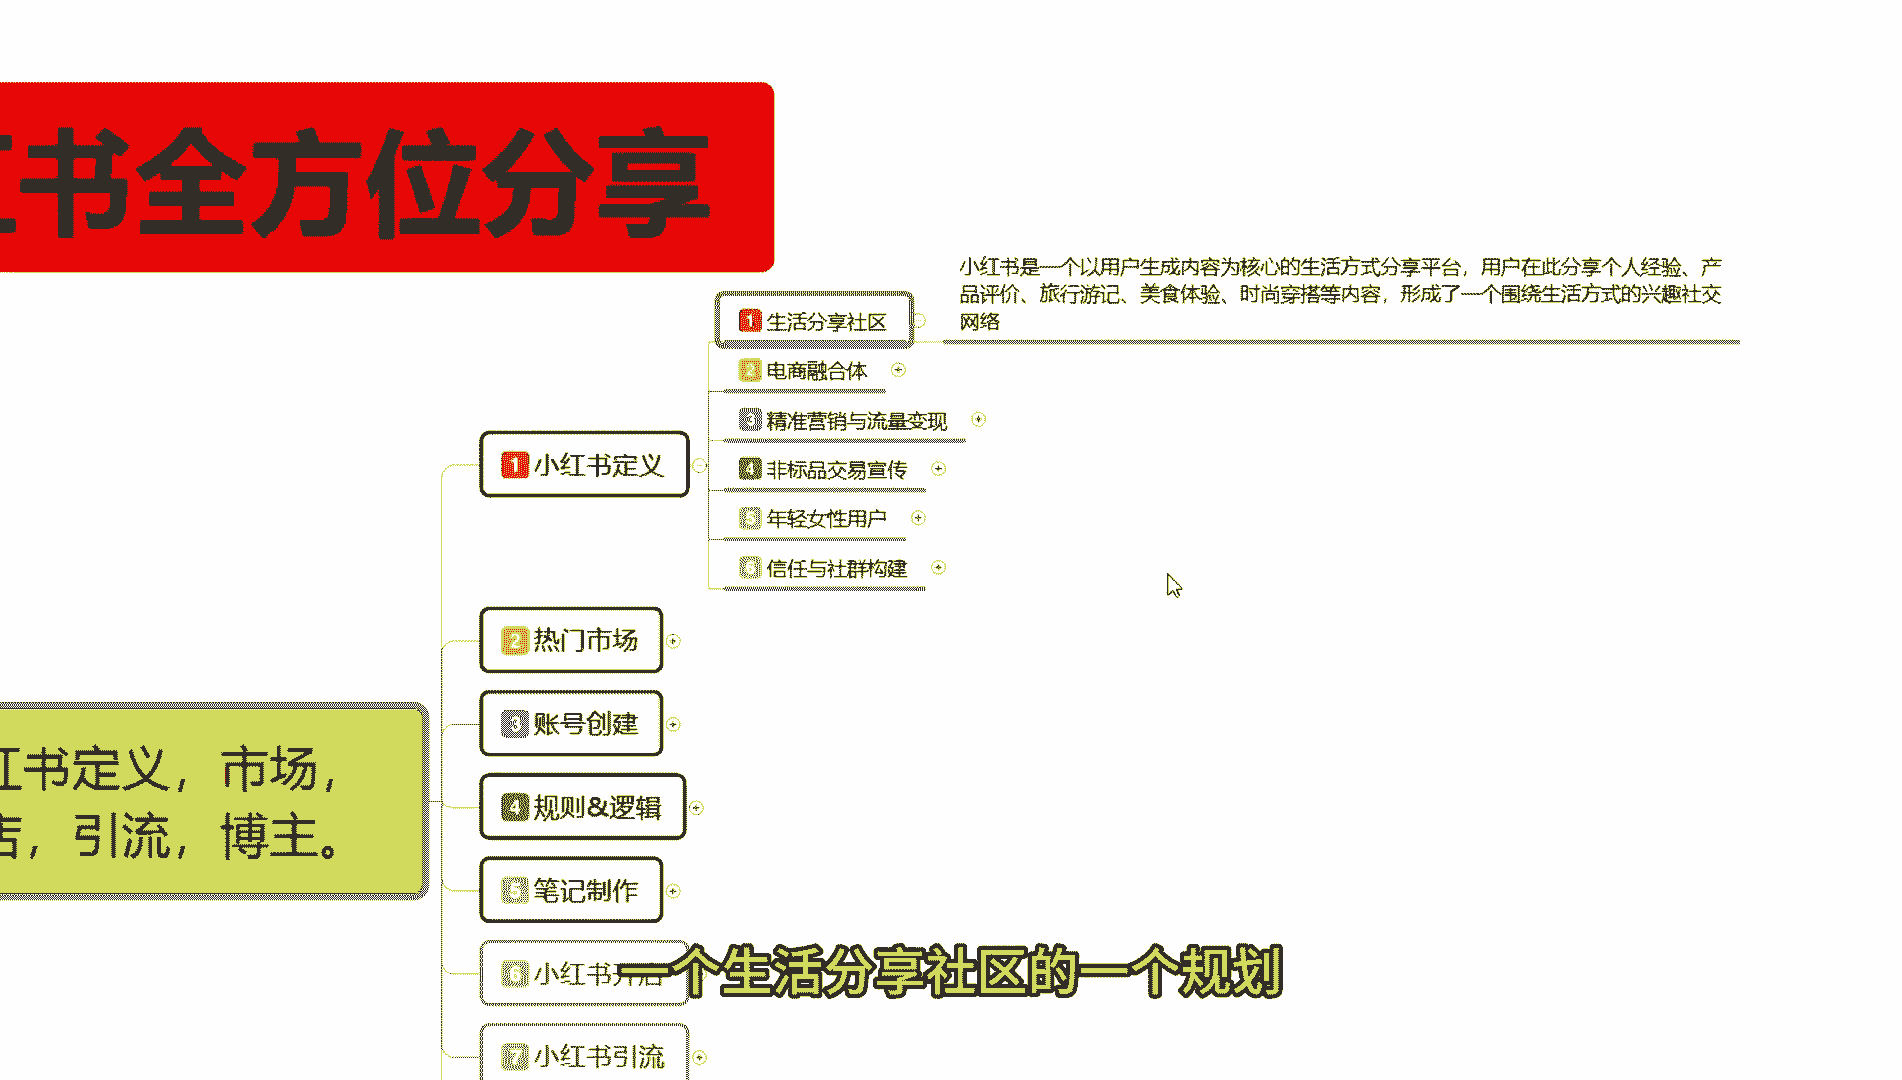 书全方位分享
小红书是一个以用户生成内容为核心的生活方式分享平台，用户在此分享个人经验、产
品评价、旅行游记、美食体验、时尚穿搭等内容，形成了一个围绕生活方式的兴趣社交
网络
1 生活分享社区
2 电商融合体
3 精准营销与流量变现
4 非标品交易宣传
5 年轻女性用户
6 信任与社群构建
1 小红书定义
2 热门市场
3 账号创建
4 规则&逻辑
5 笔记制作
红书定义，市场，
店，引流，博主。
6 小红书开店
7 小红书引流
一个生活分享社区的一个规划